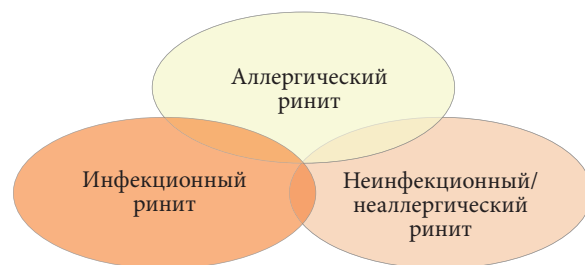 Аллергический
ринит
Инфекционный
ринит
Неинфекционный/
неаллергический
ринит